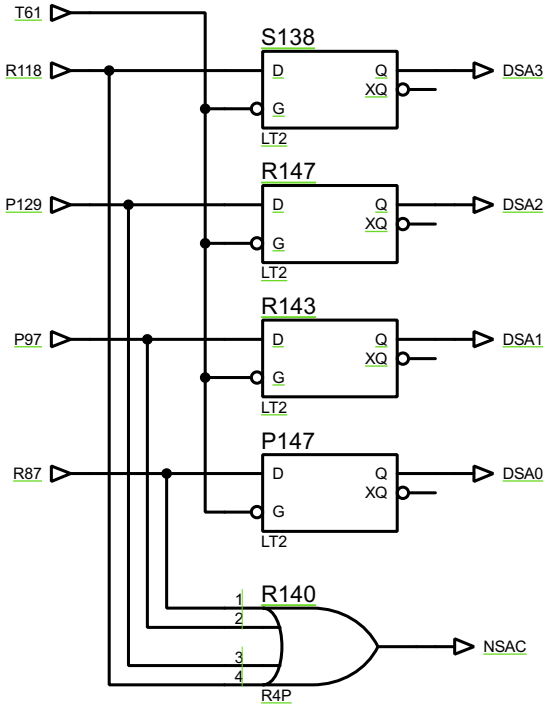 T61
S138
R118 D Q DSA3
XQ
G
LT2
R147
P129 D Q DSA2
XQ
G
LT2
R143
P97 D Q DSA1
XQ
G
LT2
P147
R87 D Q DSA0
XQ
G
LT2
R140
1
2
NSAC
3
4
R4P